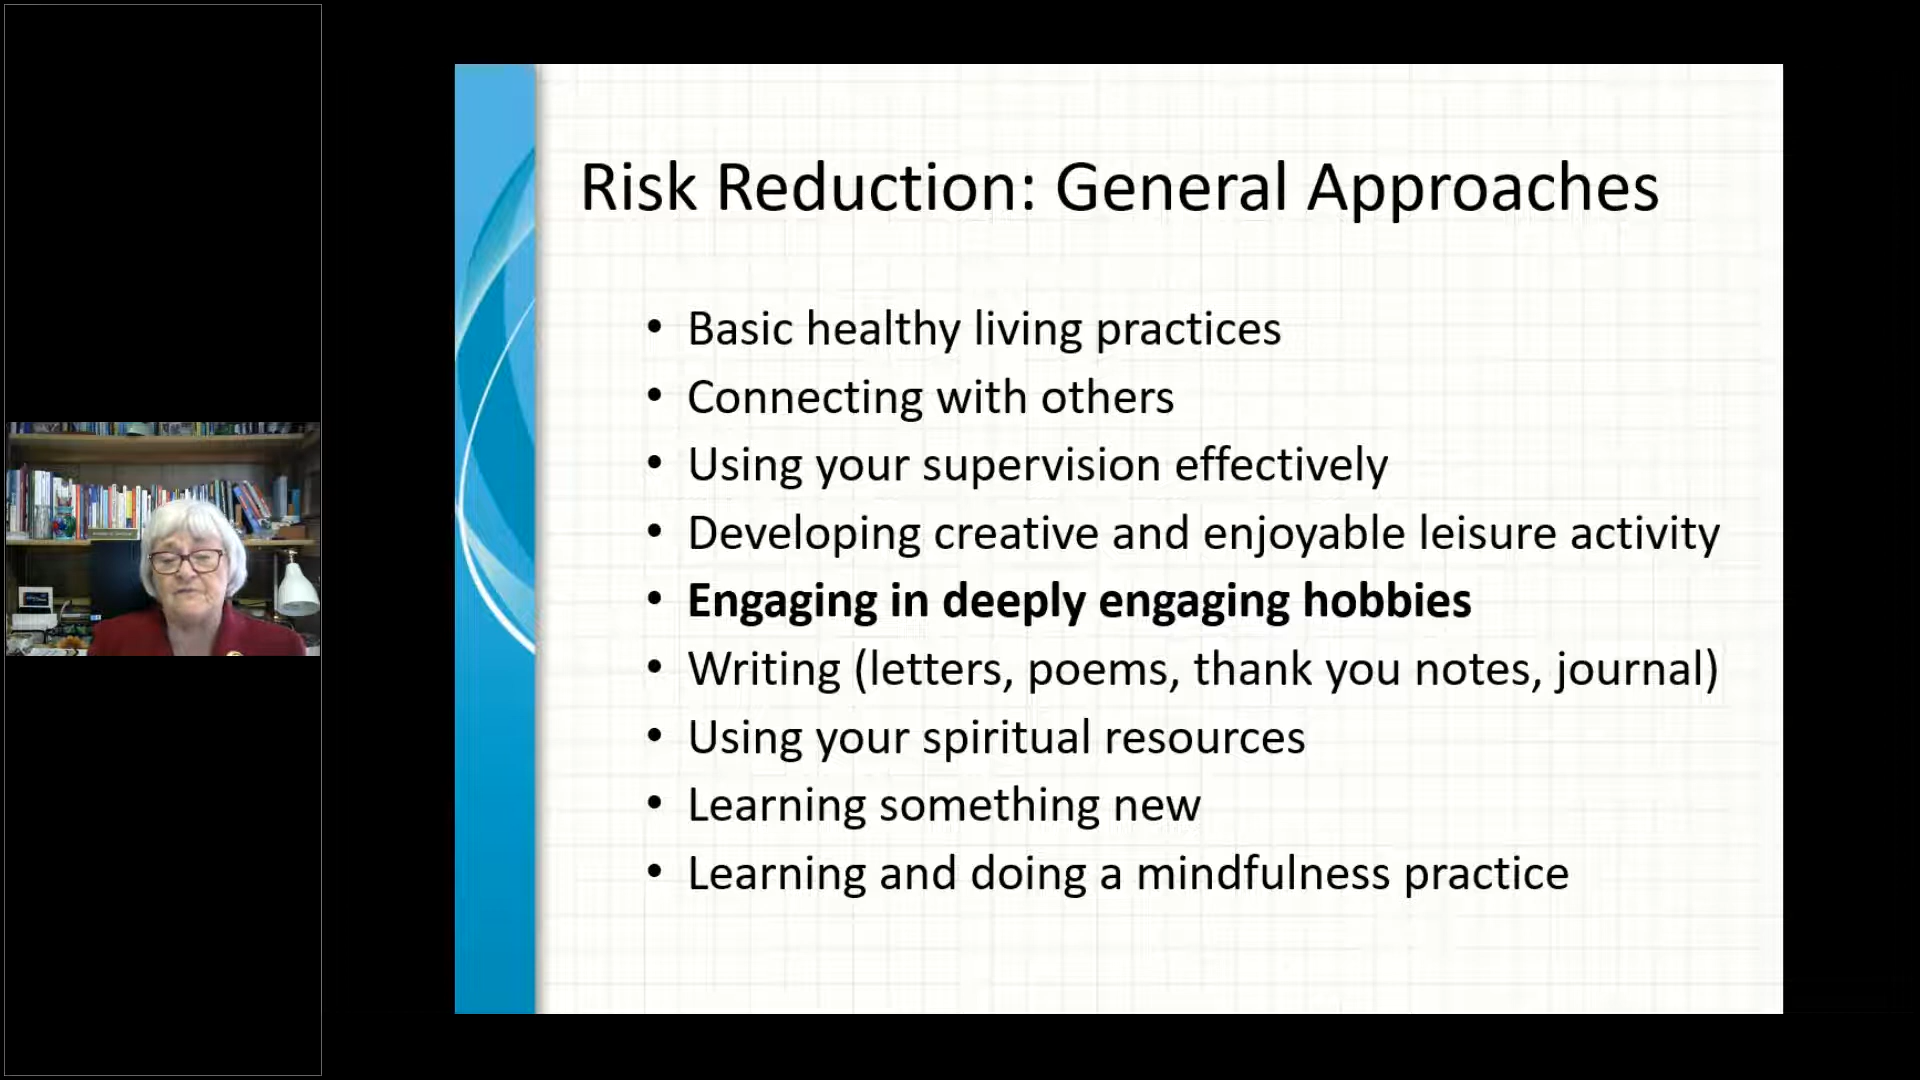 Risk Reduction: General Approaches
• Basic healthy living practices
• Connecting with others
• Using your supervision effectively
• Developing creative and enjoyable leisure activity
• Engaging in deeply engaging hobbies
• Writing (letters, poems, thank you notes, journal)
• Using your spiritual resources
• Learning something new
• Learning and doing a mindfulness practice